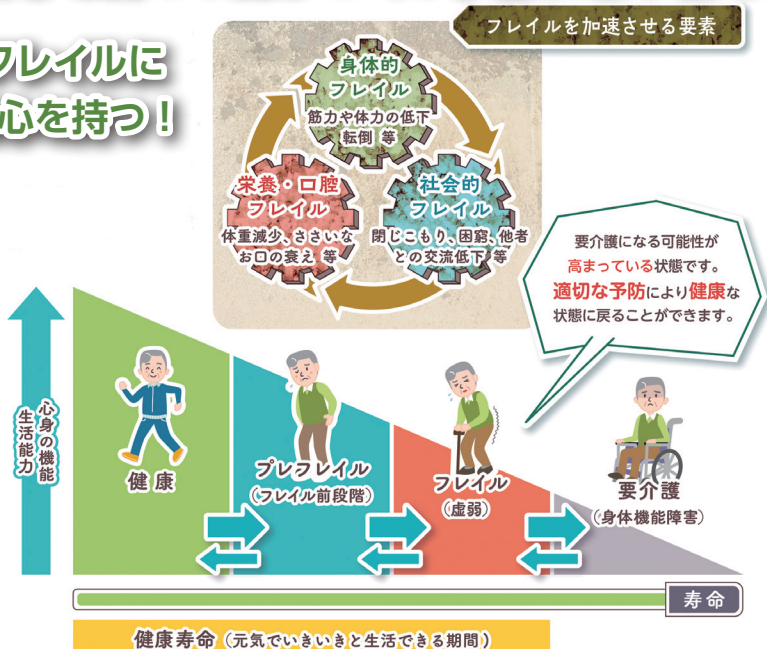 フレイルを加速させる要素
フレイルに
心を持つ!
身体的
フレイル
筋力や体力の低下
転倒 等
栄養・口腔
フレイル
体重減少、ささいな
お口の衰え 等
社会的
フレイル
閉じこもり、困窮、他者
との交流低下 等
要介護になる可能性が
高まっている状態です。
適切な予防により健康な
状態に戻ることができます。
心身の機能
生活能力
健康
プレフレイル
(フレイル前段階)
フレイル
(虚弱)
要介護
(身体機能障害)
寿命
健康寿命(元気でいきいきと生活できる期間)